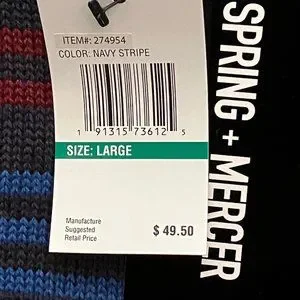 ITEM#: 274954
COLOR: NAVY STRIPE
1 91315 73612 5
SIZE: LARGE
Manufacture
Suggested
Retail Price
$ 49.50
SPRING + MERCER